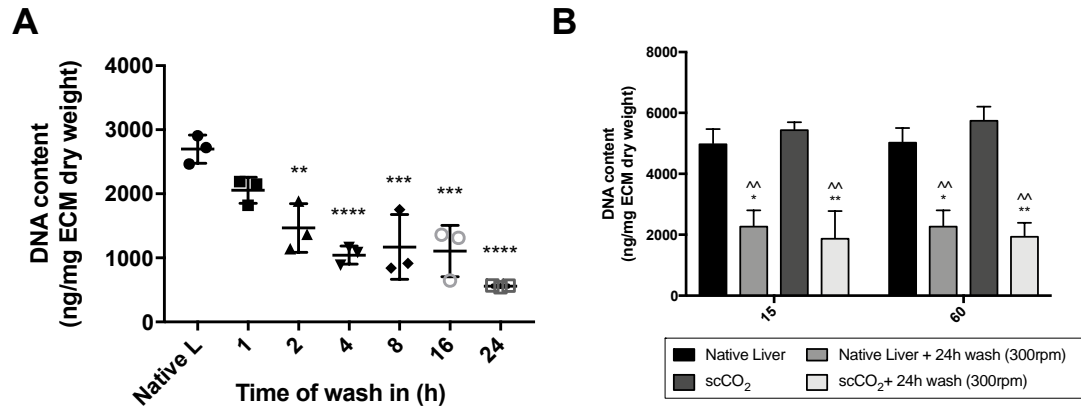 A
DNA content
(ng/mg ECM dry weight)
4000
3000
2000
1000
0
**
****
***
***
****
Native L
1
2
4
8
16
24
Time of wash in (h)
B
DNA content
(ng/mg ECM dry weight)
8000
6000
4000
2000
0
^^
*
^^
**
^^
*
^^
**
15
60
Native Liver
Native Liver + 24h wash (300rpm)
scCO₂
scCO₂+ 24h wash (300rpm)